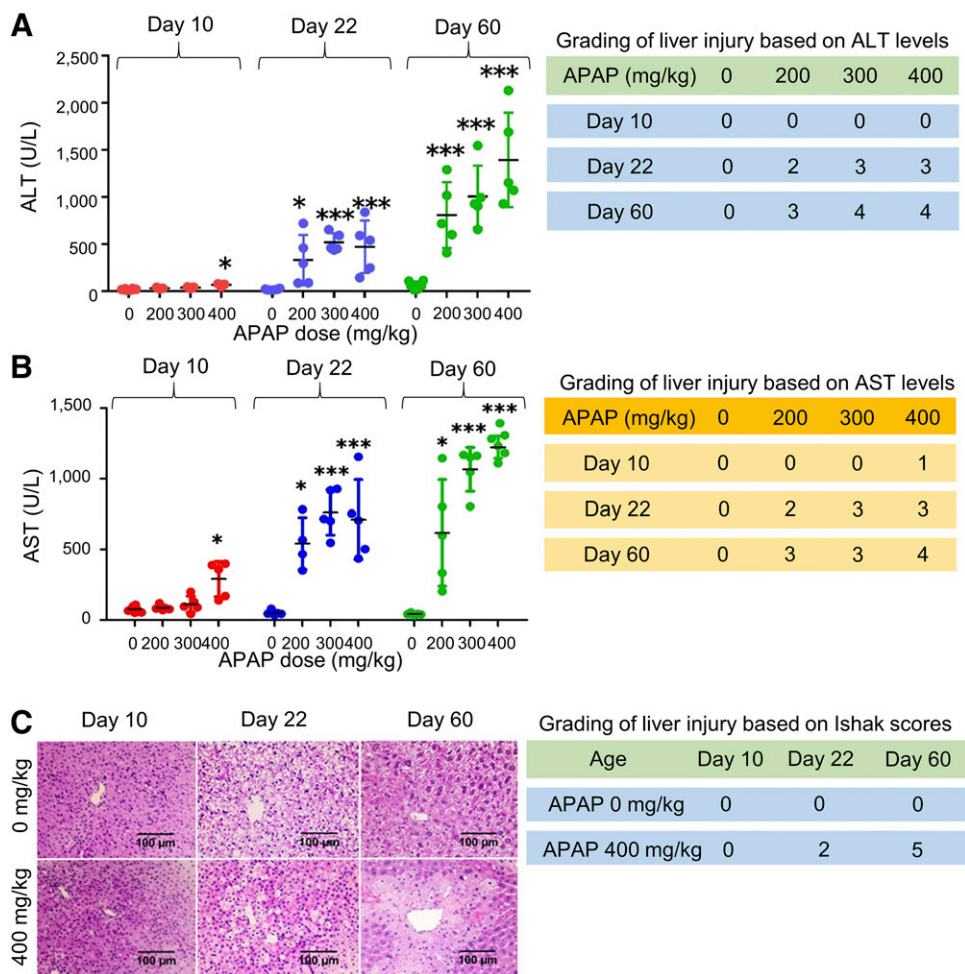 A
Day 10 Day 22 Day 60
Grading of liver injury based on ALT levels
APAP (mg/kg) 0 200 300 400
Day 10 0 0 0 0
Day 22 0 2 3 3
Day 60 0 3 4 4
ALT (U/L)
2,500
2,000
1,500
1,000
500
0
* * *** *** *** *** ***
0 200 300 400 0 200 300 400 0 200 300 400
APAP dose (mg/kg)
B
Day 10 Day 22 Day 60
Grading of liver injury based on AST levels
APAP (mg/kg) 0 200 300 400
Day 10 0 0 0 1
Day 22 0 2 3 3
Day 60 0 3 3 4
AST (U/L)
1,500
1,000
500
0
* * *** *** * *** ***
0 200 300 400 0 200 300 400 0 200 300 400
APAP dose (mg/kg)
C
Day 10 Day 22 Day 60
Grading of liver injury based on Ishak scores
Age Day 10 Day 22 Day 60
APAP 0 mg/kg 0 0 0
APAP 400 mg/kg 0 2 5
0 mg/kg
100 μm 100 μm 100 μm
400 mg/kg
100 μm 100 μm 100 μm